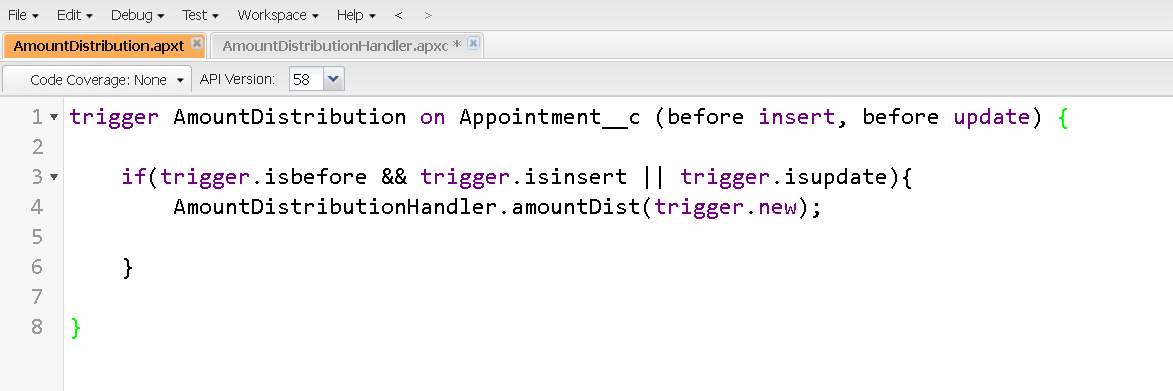 File Edit Debug Test Workspace Help < >
AmountDistribution.apxt AmountDistributionHandler.apxc *
Code Coverage: None API Version: 58
1 trigger AmountDistribution on Appointment__c (before insert, before update) {
2
3 if(trigger.isbefore && trigger.isinsert || trigger.isupdate){
4 AmountDistributionHandler.amountDist(trigger.new);
5
6 }
7
8 }